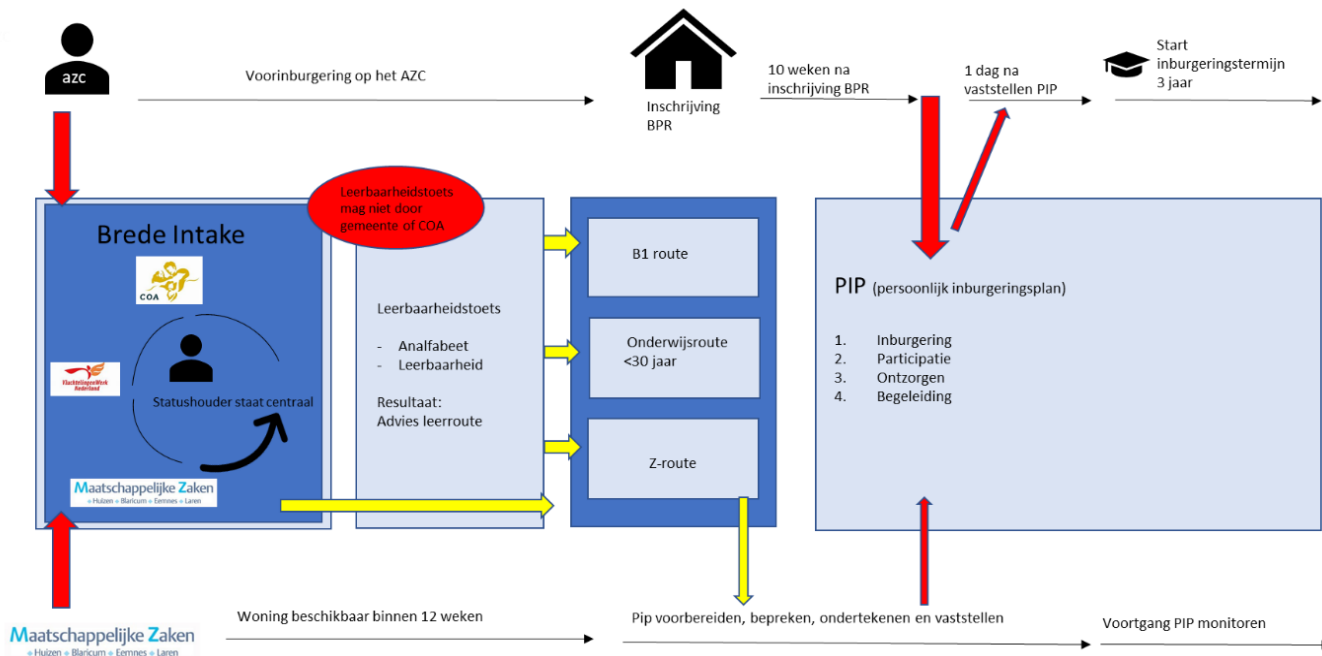 azc
Voorinburgering op het AZC
Inschrijving
BPR
10 weken na
inschrijving BPR
1 dag na
vaststellen PIP
Start
inburgeringstermijn
3 jaar
Leerbaarheidstoets
mag niet door
gemeente of COA
Brede Intake
COA
VluchtelingenWerk
Nederland
Statushouder staat centraal
Maatschappelijke Zaken
Huizen Blaricum Eemnes Laren
Leerbaarheidstoets
- Analfabeet
- Leerbaarheid
Resultaat:
Advies leerroute
B1 route
Onderwijsroute
<30 jaar
Z-route
PIP (persoonlijk inburgeringsplan)
1. Inburgering
2. Participatie
3. Ontzorgen
4. Begeleiding
Maatschappelijke Zaken
Huizen Blaricum Eemnes Laren
Woning beschikbaar binnen 12 weken
Pip voorbereiden, bepreken, ondertekenen en vaststellen
Voortgang PIP monitoren